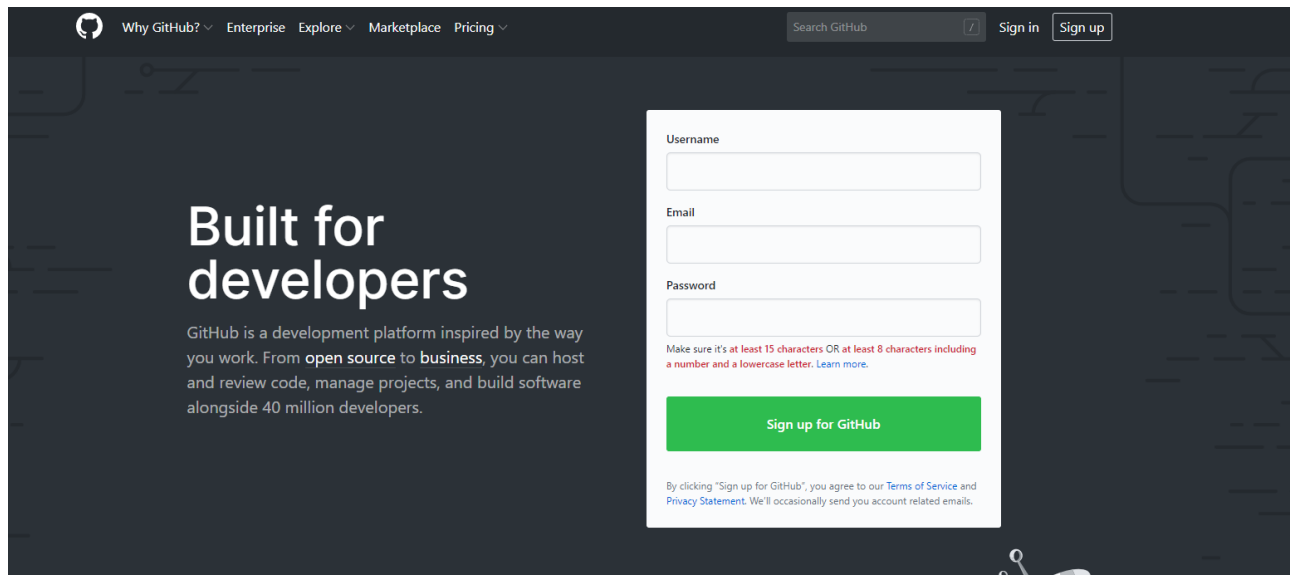 Why GitHub? Enterprise Explore Marketplace Pricing Search GitHub / Sign in Sign up
Built for
developers
GitHub is a development platform inspired by the way
you work. From open source to business, you can host
and review code, manage projects, and build software
alongside 40 million developers.
Username
Email
Password
Make sure it's at least 15 characters OR at least 8 characters including
a number and a lowercase letter. Learn more.
Sign up for GitHub
By clicking "Sign up for GitHub", you agree to our Terms of Service and
Privacy Statement. We'll occasionally send you account related emails.